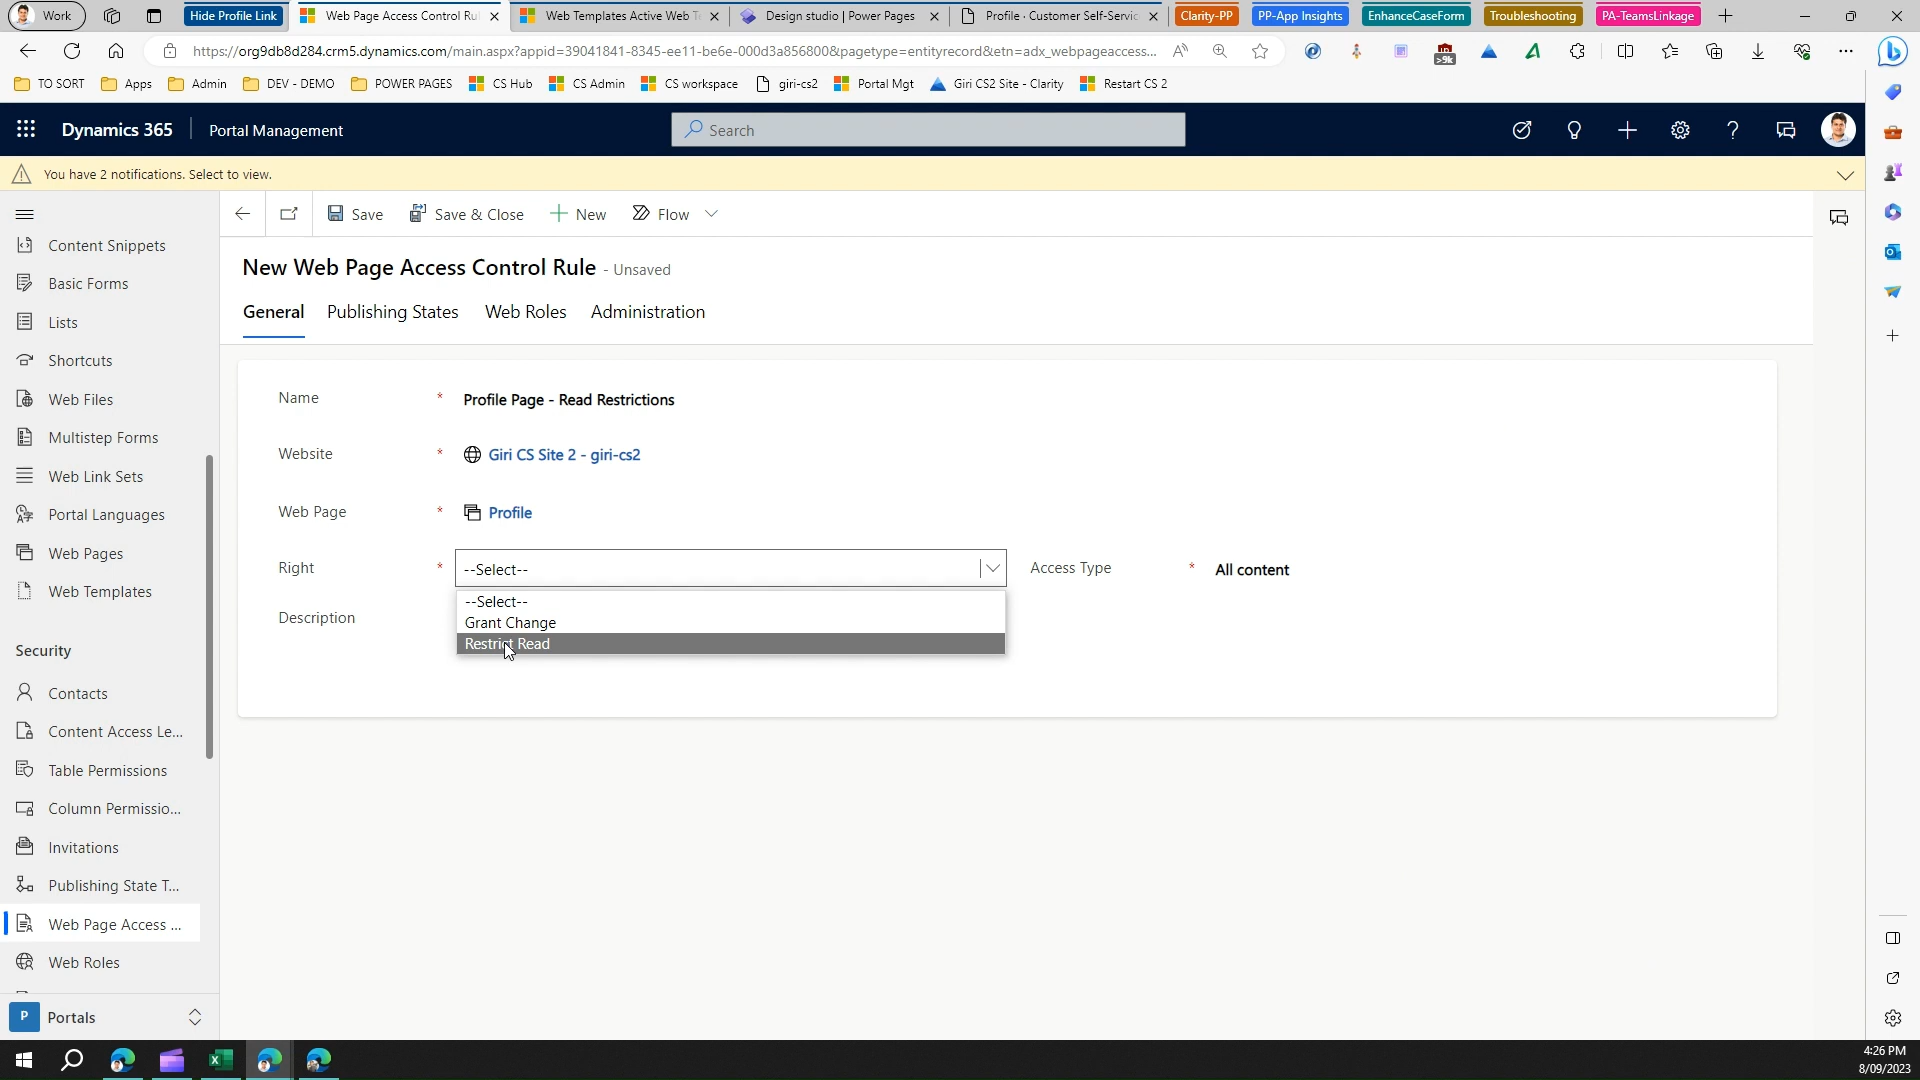 Work
Hide Profile Link
Web Page Access Control Ru
Web Templates Active Web T
Design studio | Power Pages
Profile · Customer Self-Servic
Clarity-PP
PP-App Insights
EnhanceCaseForm
Troubleshooting
PA-TeamsLinkage
https://org9db8d284.crm5.dynamics.com/main.aspx?appid=39041841-8345-ee11-be6e-000d3a856800&pagetype=entityrecord&etn=adx_webpageaccess...
>9k
TO SORT
Apps
Admin
DEV - DEMO
POWER PAGES
CS Hub
CS Admin
CS workspace
giri-cs2
Portal Mgt
Giri CS2 Site - Clarity
Restart CS 2
Dynamics 365
Portal Management
Search
You have 2 notifications. Select to view.
Save
Save & Close
New
Flow
Content Snippets
Basic Forms
Lists
Shortcuts
Web Files
Multistep Forms
Web Link Sets
Portal Languages
Web Pages
Web Templates
Security
Contacts
Content Access Le...
Table Permissions
Column Permissio...
Invitations
Publishing State T...
Web Page Access ...
Web Roles
P
Portals
New Web Page Access Control Rule - Unsaved
General
Publishing States
Web Roles
Administration
Name * Profile Page - Read Restrictions
Website * Giri CS Site 2 - giri-cs2
Web Page * Profile
Right * --Select--
Access Type * All content
--Select--
Grant Change
Restrict Read
Description
4:26 PM
8/09/2023